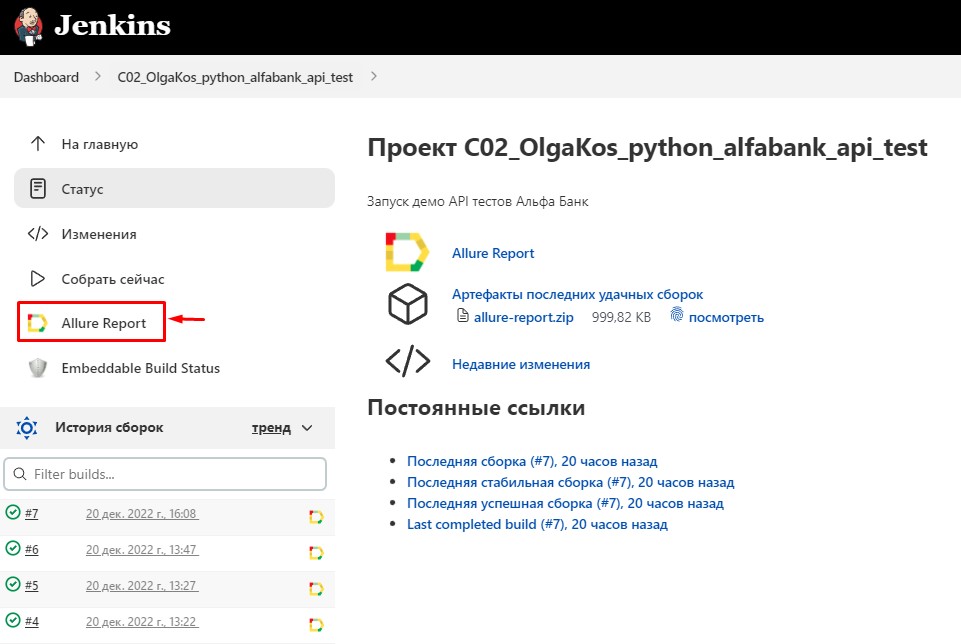 Jenkins
Dashboard
C02_OlgaKos_python_alfabank_api_test
На главную
Статус
Изменения
Собрать сейчас
Allure Report
Embeddable Build Status
История сборок
тренд
Filter builds...
#7 20 дек. 2022 г., 16:08
#6 20 дек. 2022 г., 13:47
#5 20 дек. 2022 г., 13:27
#4 20 дек. 2022 г., 13:22
Проект C02_OlgaKos_python_alfabank_api_test
Запуск демо API тестов Альфа Банк
Allure Report
Артефакты последних удачных сборок
allure-report.zip 999,82 KB посмотреть
Недавние изменения
Постоянные ссылки
Последняя сборка (#7), 20 часов назад
Последняя стабильная сборка (#7), 20 часов назад
Последняя успешная сборка (#7), 20 часов назад
Last completed build (#7), 20 часов назад